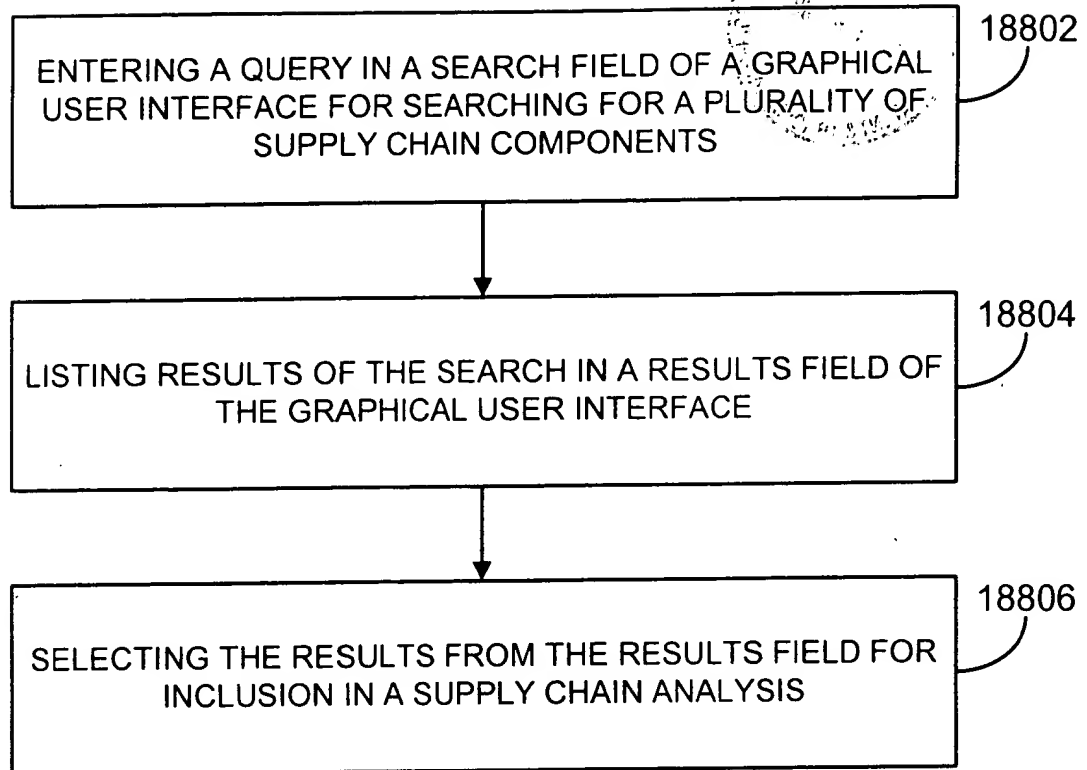 18802
ENTERING A QUERY IN A SEARCH FIELD OF A GRAPHICAL
USER INTERFACE FOR SEARCHING FOR A PLURALITY OF
SUPPLY CHAIN COMPONENTS
18804
LISTING RESULTS OF THE SEARCH IN A RESULTS FIELD OF
THE GRAPHICAL USER INTERFACE
18806
SELECTING THE RESULTS FROM THE RESULTS FIELD FOR
INCLUSION IN A SUPPLY CHAIN ANALYSIS